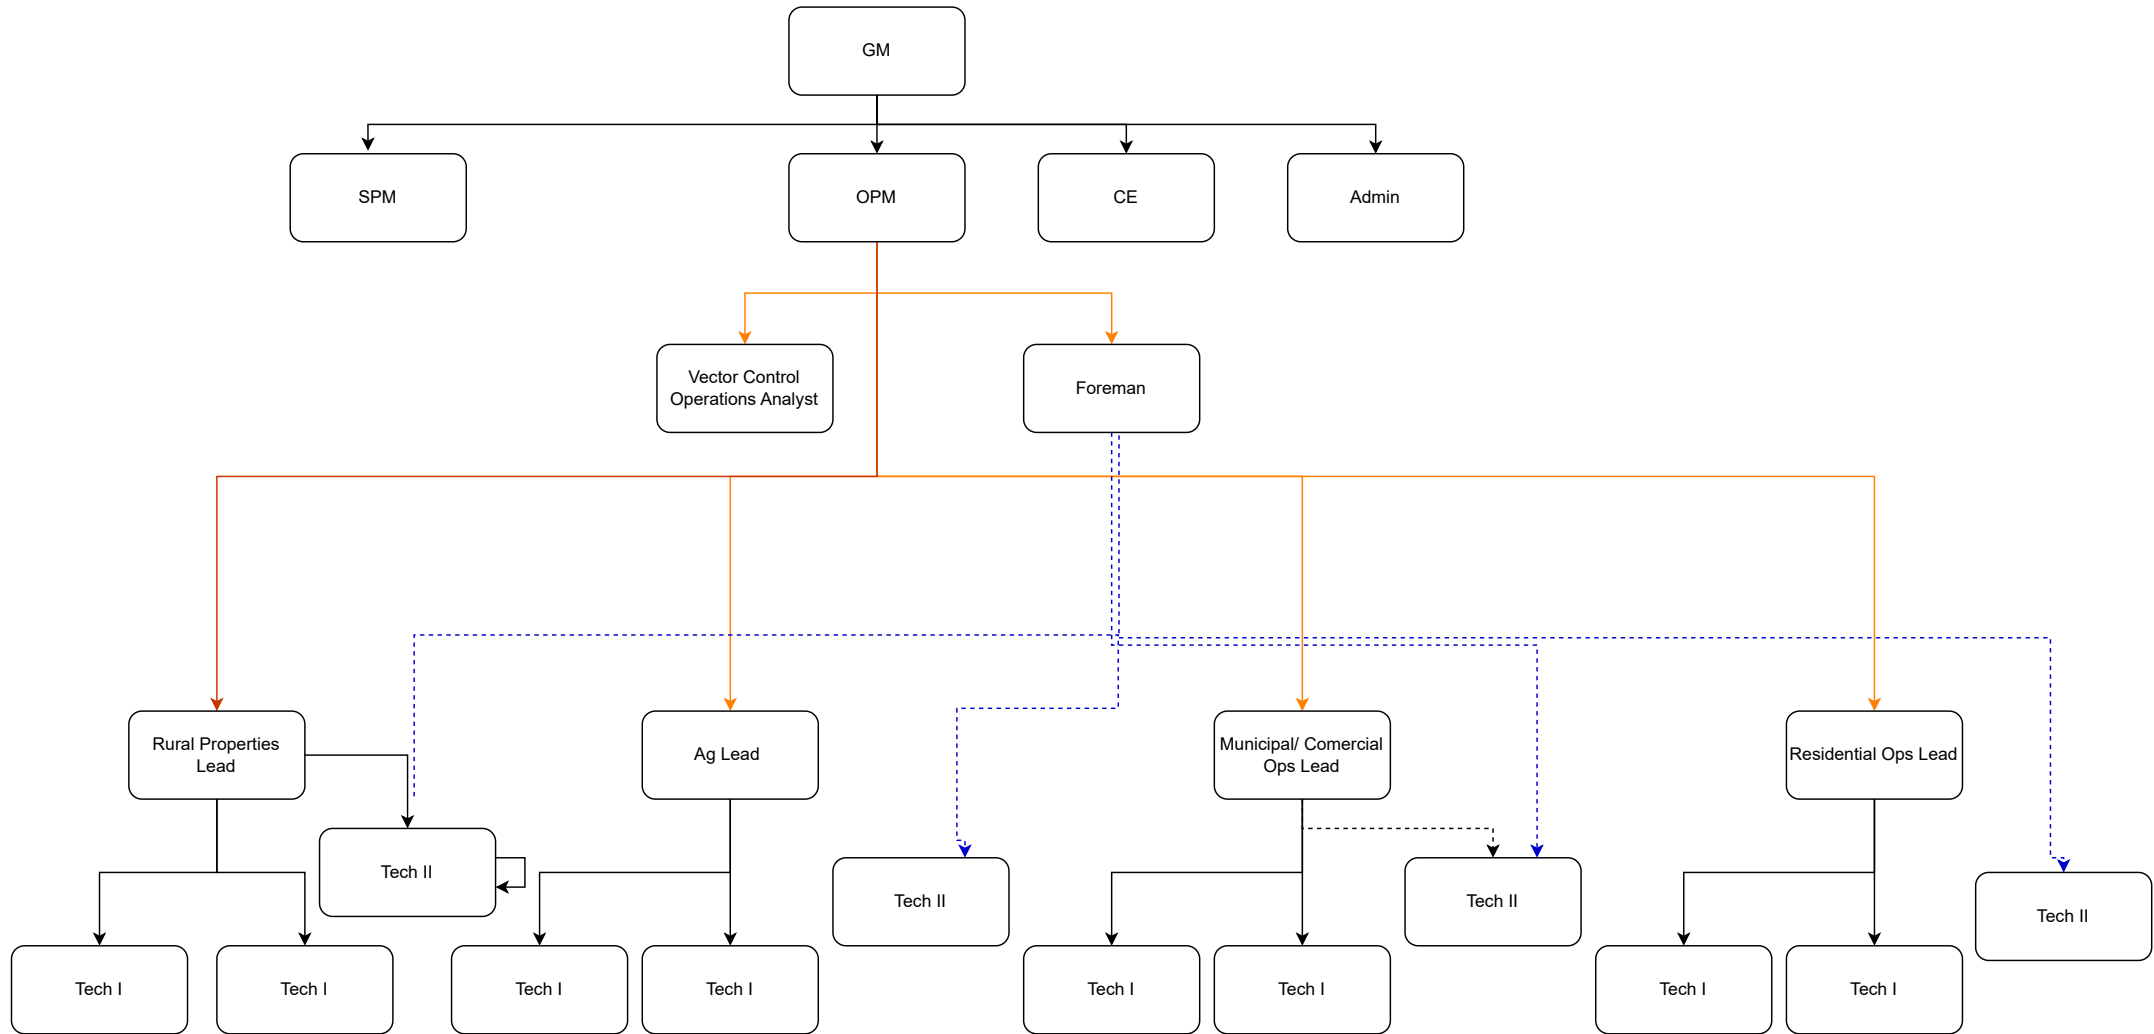 GM
SPM
OPM
CE
Admin
Vector Control
Operations Analyst
Foreman
Rural Properties
Lead
Ag Lead
Municipal/ Comercial
Ops Lead
Residential Ops Lead
Tech II
Tech II
Tech II
Tech II
Tech I
Tech I
Tech I
Tech I
Tech I
Tech I
Tech I
Tech I